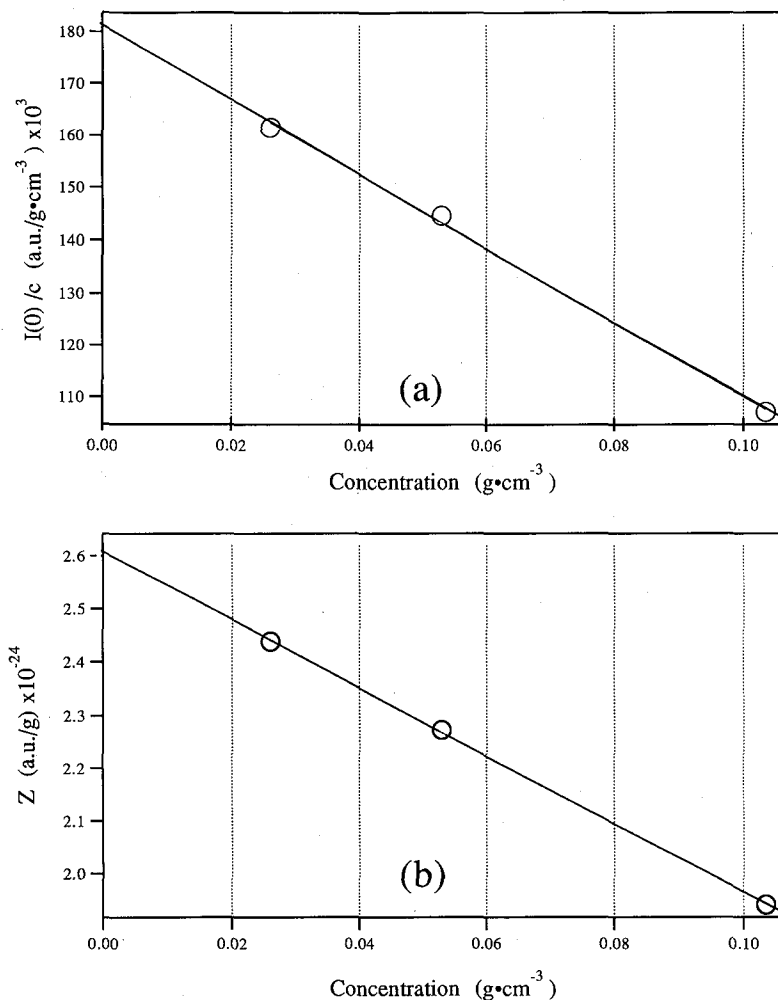 180
170
160
150
140
130
120
110
I(0) /c (a.u./g•cm-3) x10³
(a)
0.00 0.02 0.04 0.06 0.08 0.10
Concentration (g•cm-3)
2.6
2.5
2.4
2.3
2.2
2.1
2.0
Z (a.u./g) x10-24
(b)
0.00 0.02 0.04 0.06 0.08 0.10
Concentration (g•cm-3)